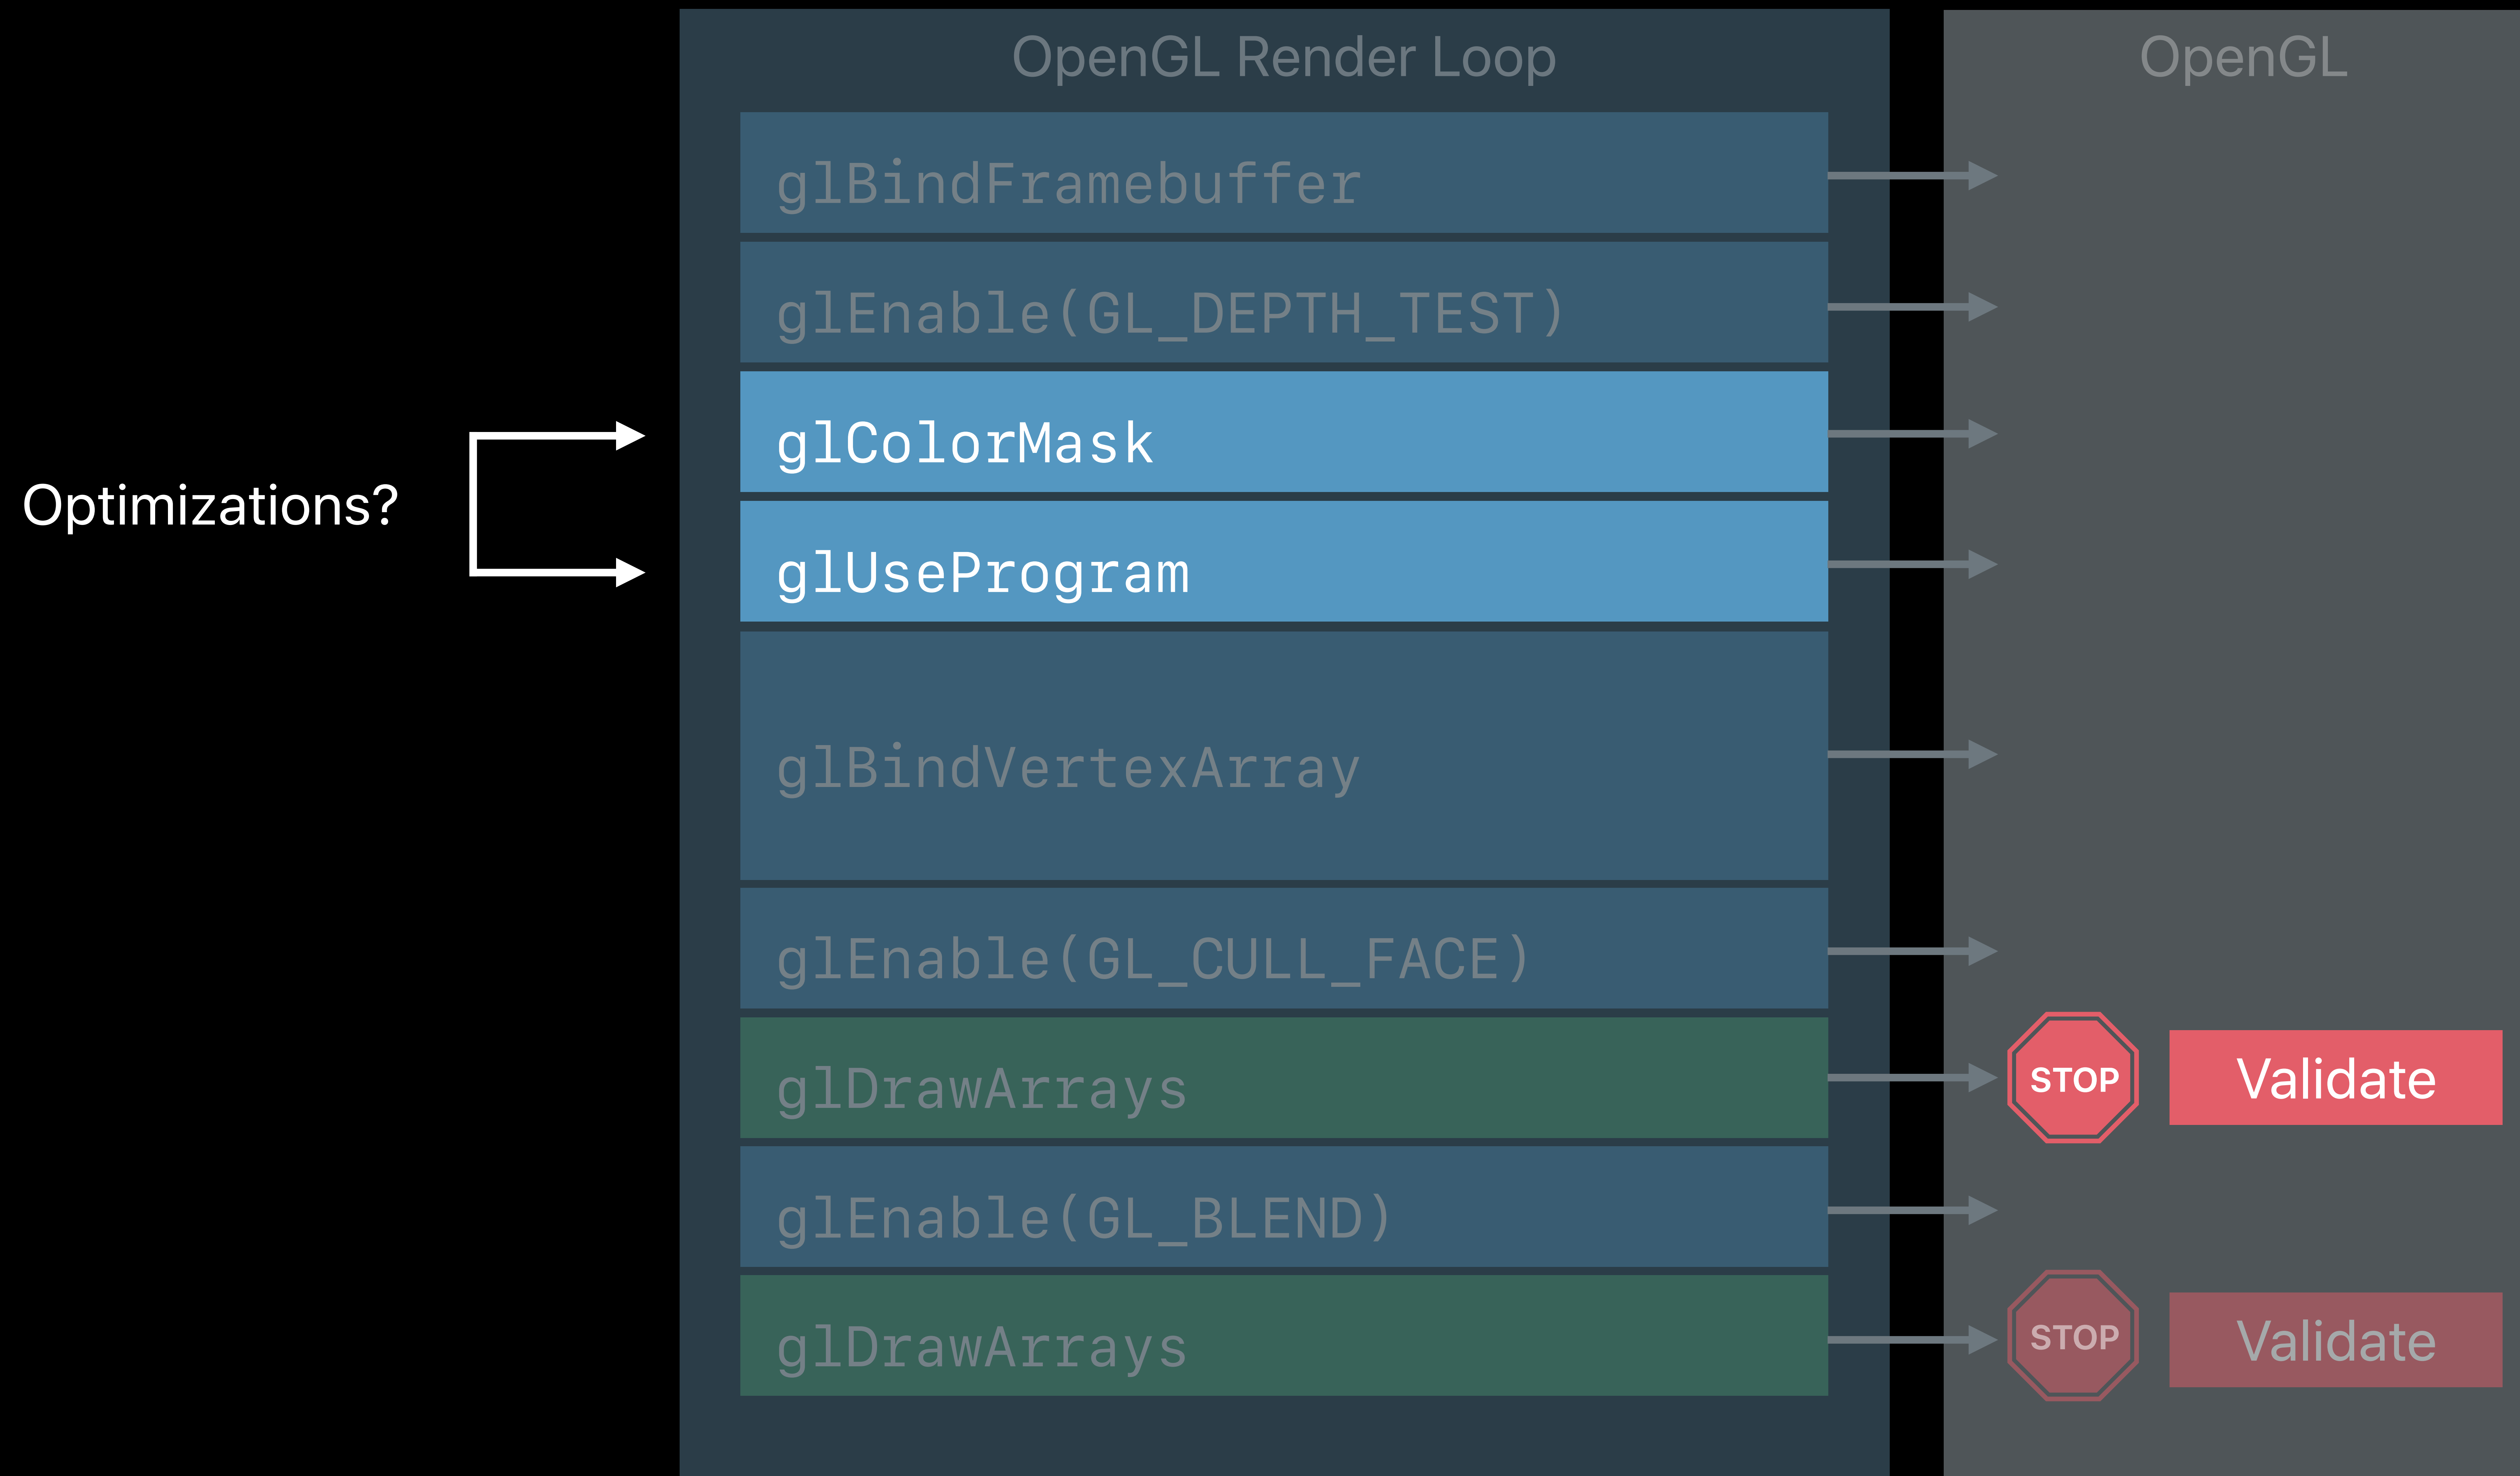 OpenGL Render Loop
OpenGL
glBindFramebuffer
glEnable(GL_DEPTH_TEST)
glColorMask
Optimizations?
glUseProgram
glBindVertexArray
glEnable(GL_CULL_FACE)
glDrawArrays
STOP
Validate
glEnable(GL_BLEND)
glDrawArrays
STOP
Validate